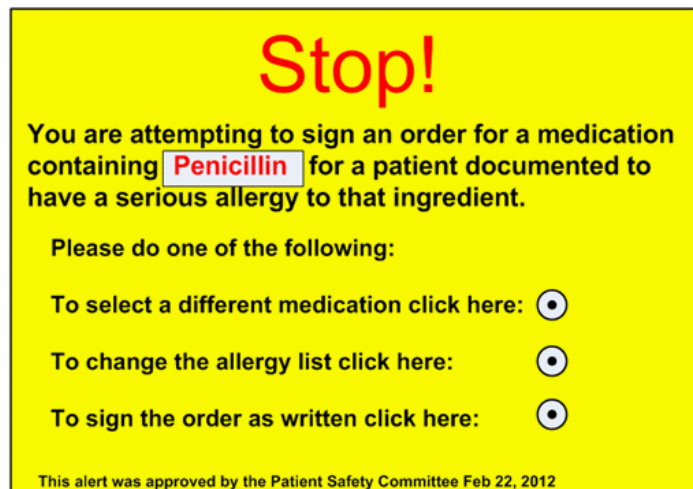 Stop!
You are attempting to sign an order for a medication
containing Penicillin for a patient documented to
have a serious allergy to that ingredient.
Please do one of the following:
To select a different medication click here:
To change the allergy list click here:
To sign the order as written click here:
This alert was approved by the Patient Safety Committee Feb 22, 2012